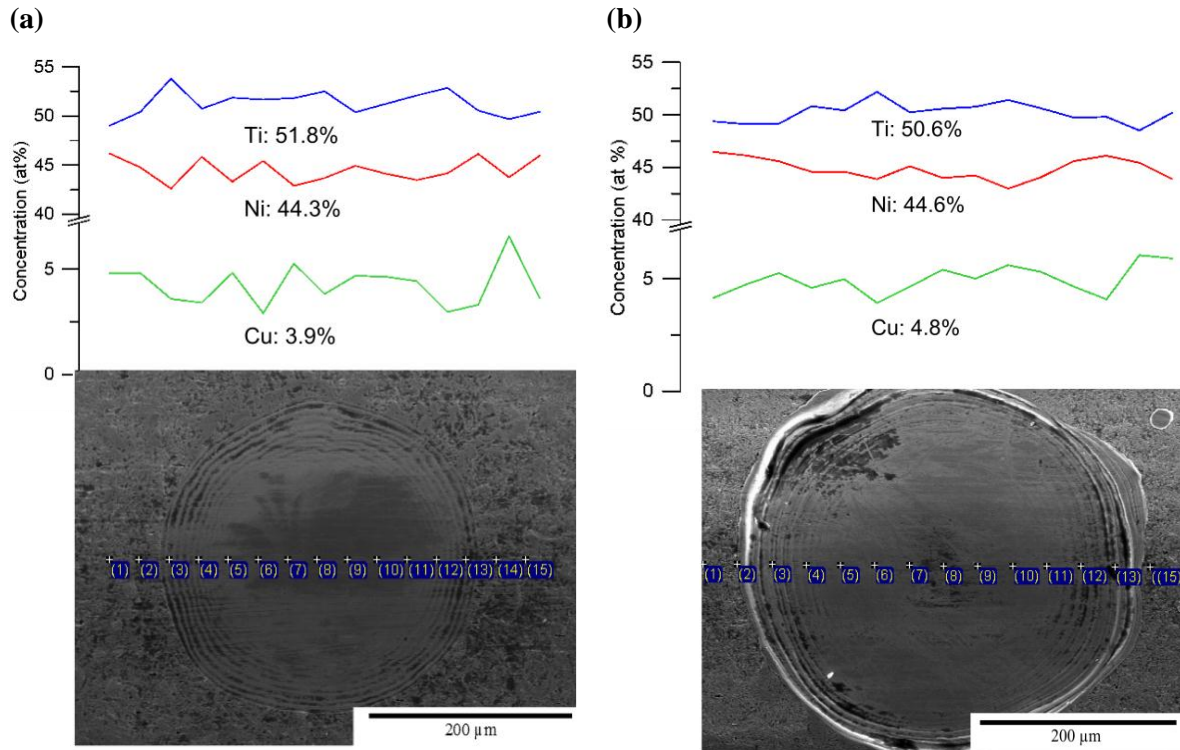 (a)
55
50
45
40
5
0
Concentration (at%)
Ti: 51.8%
Ni: 44.3%
Cu: 3.9%
(1) (2) (3) (4) (5) (6) (7) (8) (9) (10) (11) (12) (13) (14) (15)
200 µm
(b)
55
50
45
40
5
0
Concentration (at %)
Ti: 50.6%
Ni: 44.6%
Cu: 4.8%
(1) (2) (3) (4) (5) (6) (7) (8) (9) (10) (11) (12) (13) ((15)
200 µm